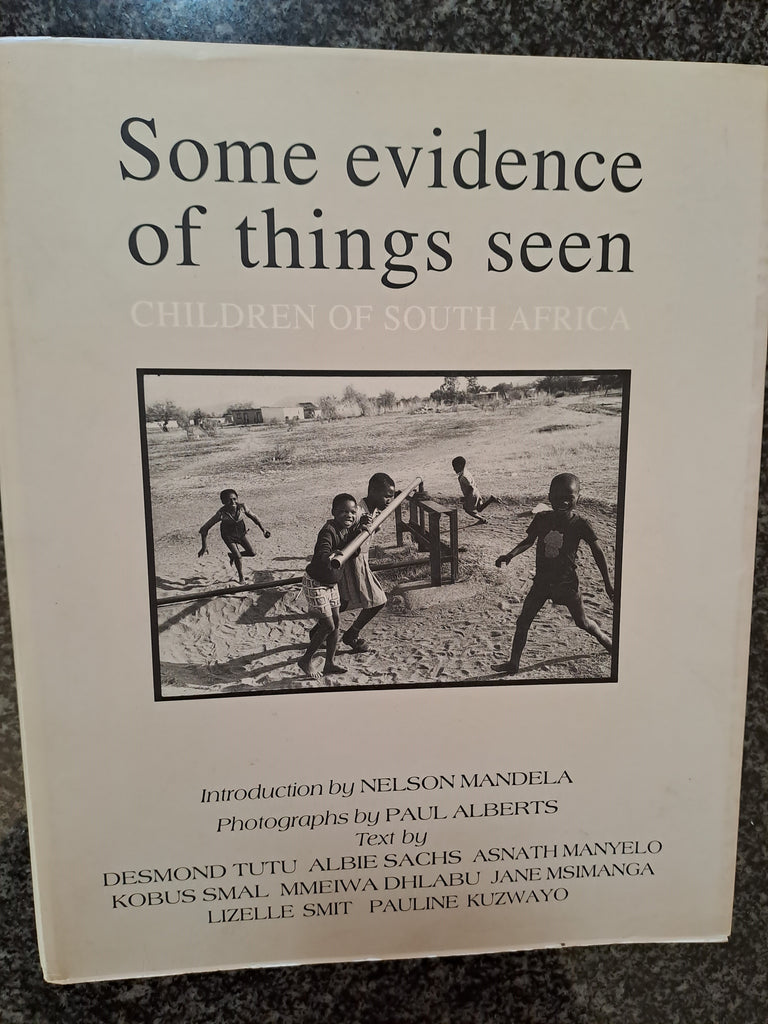 Some evidence
of things seen
CHILDREN OF SOUTH AFRICA
Introduction by NELSON MANDELA
Photographs by PAUL ALBERTS
Text by
DESMOND TUTU ALBIE SACHS ASNATH MANYELO
KOBUS SMAL MMEIWA DHLABU JANE MSIMANGA
LIZELLE SMIT PAULINE KUZWAYO